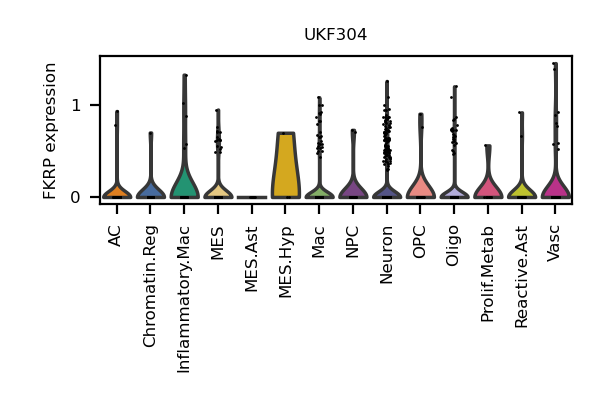 UKF304
FKRP expression
1
0
AC
Chromatin.Reg
Inflammatory.Mac
MES
MES.Ast
MES.Hyp
Mac
NPC
Neuron
OPC
Oligo
Prolif.Metab
Reactive.Ast
Vasc